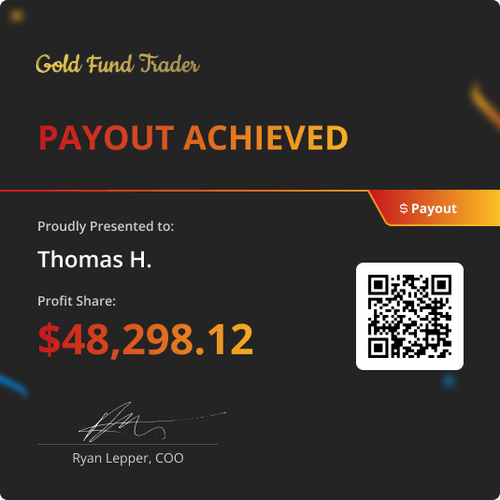 Gold Fund Trader
PAYOUT ACHIEVED
$ Payout
Proudly Presented to:
Thomas H.
Profit Share:
$48,298.12
Ryan Lepper, COO